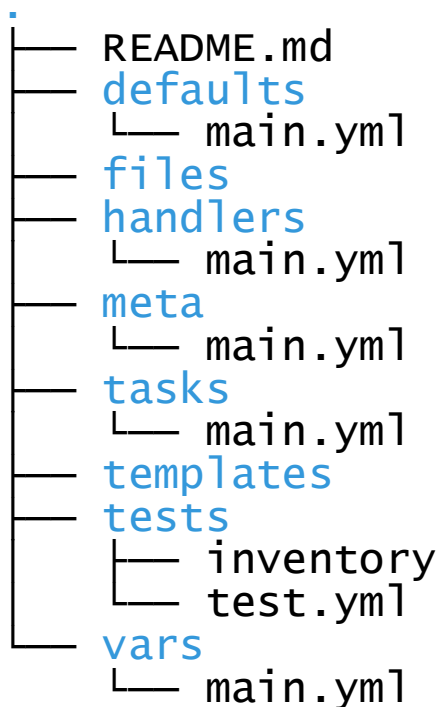 .
├── README.md
├── defaults
│   └── main.yml
├── files
├── handlers
│   └── main.yml
├── meta
│   └── main.yml
├── tasks
│   └── main.yml
├── templates
├── tests
│   ├── inventory
│   └── test.yml
└── vars
    └── main.yml